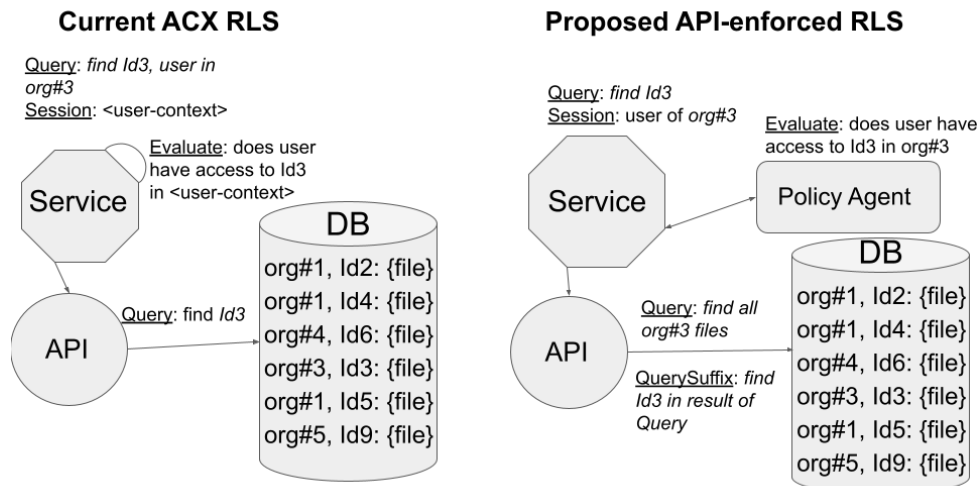 Current ACX RLS
Query: find Id3, user in
org#3
Session: <user-context>
Evaluate: does user
have access to Id3
in <user-context>
Service
DB
org#1, Id2: {file}
org#1, Id4: {file}
org#4, Id6: {file}
org#3, Id3: {file}
org#1, Id5: {file}
org#5, Id9: {file}
Query: find Id3
API
Proposed API-enforced RLS
Query: find Id3
Session: user of org#3
Evaluate: does user have
access to Id3 in org#3
Service
Policy Agent
DB
org#1, Id2: {file}
org#1, Id4: {file}
org#4, Id6: {file}
org#3, Id3: {file}
org#1, Id5: {file}
org#5, Id9: {file}
Query: find all
org#3 files
API
QuerySuffix: find
Id3 in result of
Query